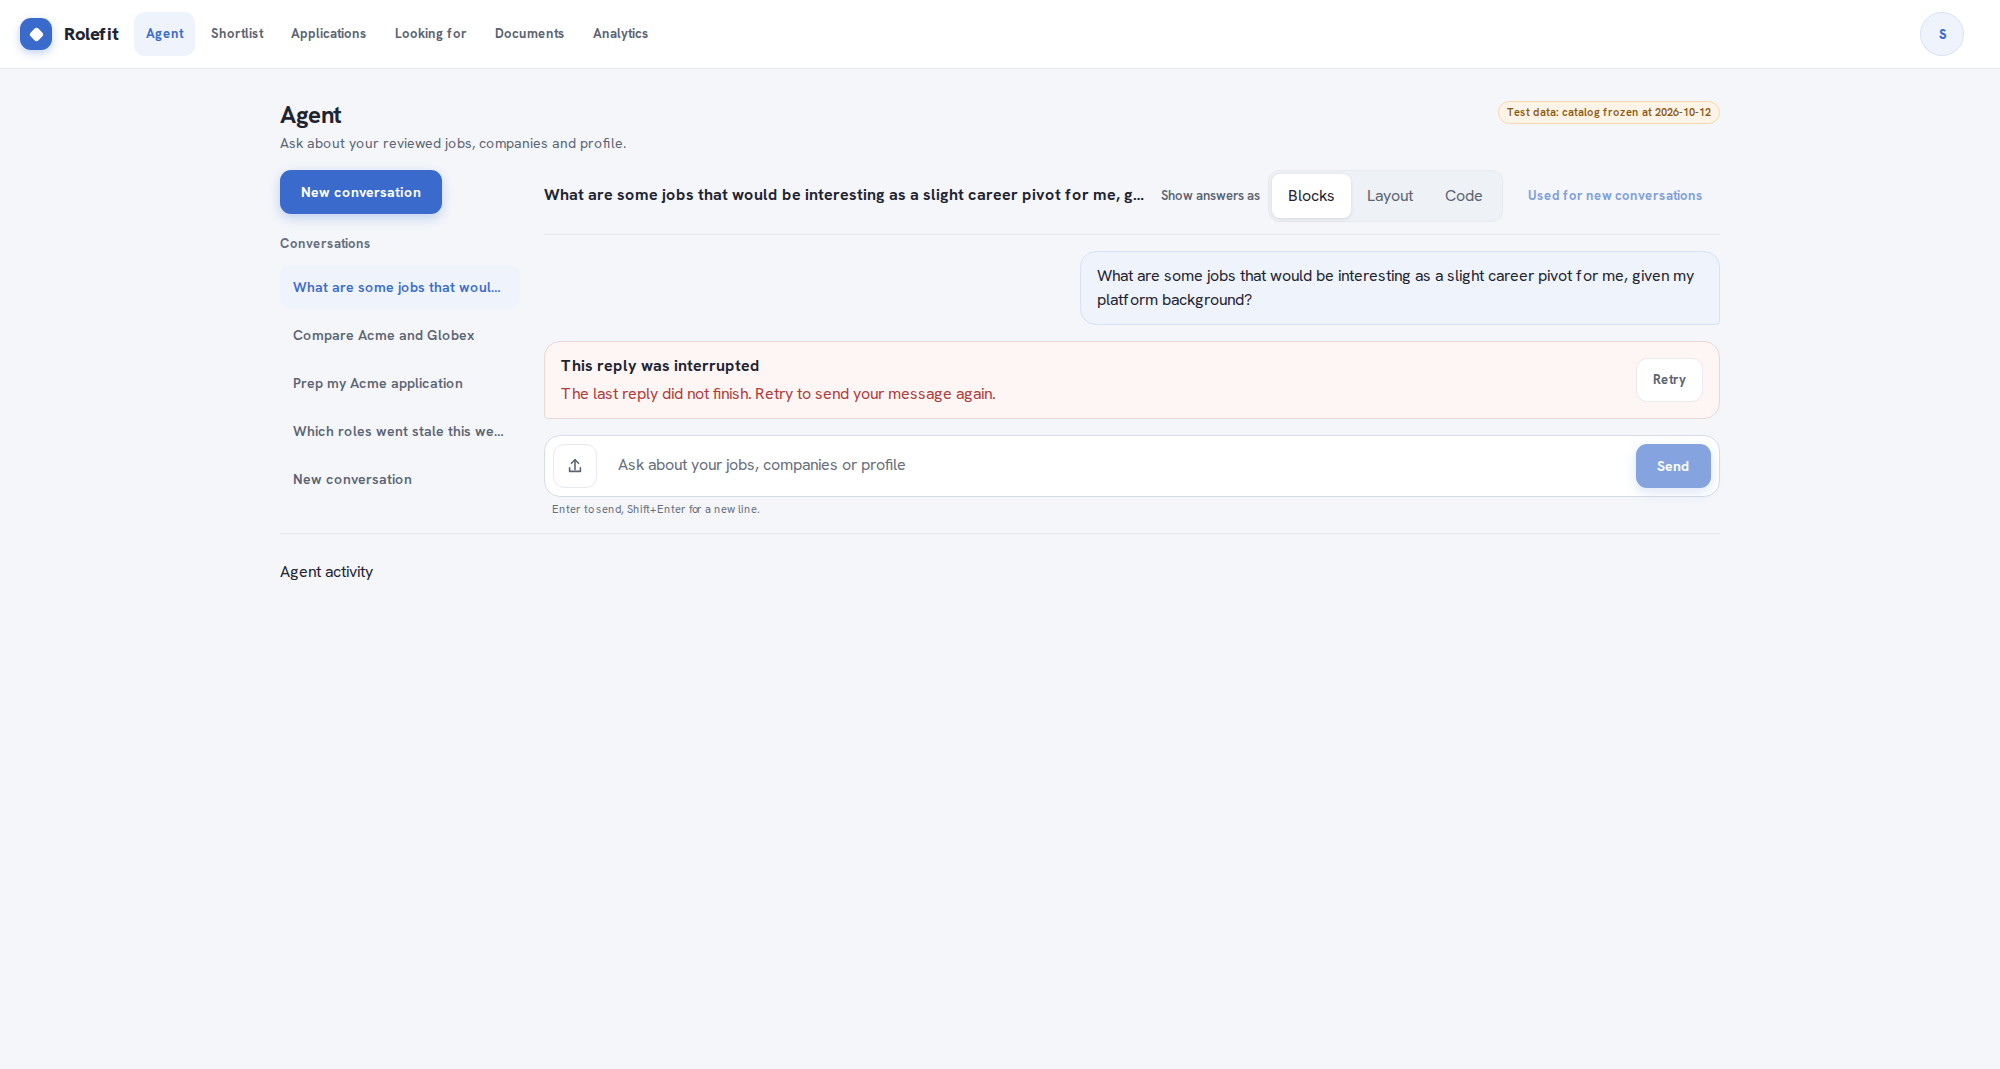 Rolefit
Agent
Shortlist
Applications
Looking for
Documents
Analytics
S
Agent
Test data: catalog frozen at 2026-10-12
Ask about your reviewed jobs, companies and profile.
New conversation
Conversations
What are some jobs that woul...
Compare Acme and Globex
Prep my Acme application
Which roles went stale this we...
New conversation
What are some jobs that would be interesting as a slight career pivot for me, g...
Show answers as
Blocks
Layout
Code
Used for new conversations
What are some jobs that would be interesting as a slight career pivot for me, given my
platform background?
This reply was interrupted
The last reply did not finish. Retry to send your message again.
Retry
Ask about your jobs, companies or profile
Send
Enter to send, Shift+Enter for a new line.
Agent activity